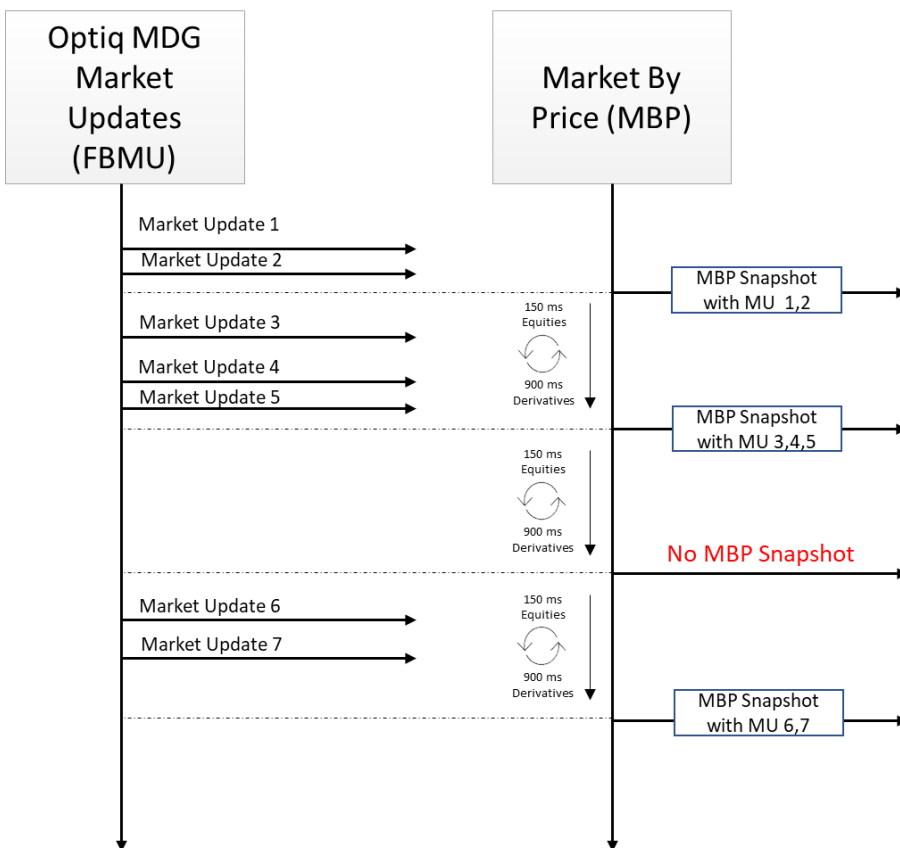 Optiq MDG
Market
Updates
(FBMU)
Market By
Price (MBP)
Market Update 1
Market Update 2
MBP Snapshot
with MU 1,2
150 ms
Equities
Market Update 3
Market Update 4
900 ms
Derivatives
Market Update 5
MBP Snapshot
with MU 3,4,5
150 ms
Equities
900 ms
Derivatives
No MBP Snapshot
150 ms
Equities
Market Update 6
Market Update 7
900 ms
Derivatives
MBP Snapshot
with MU 6,7